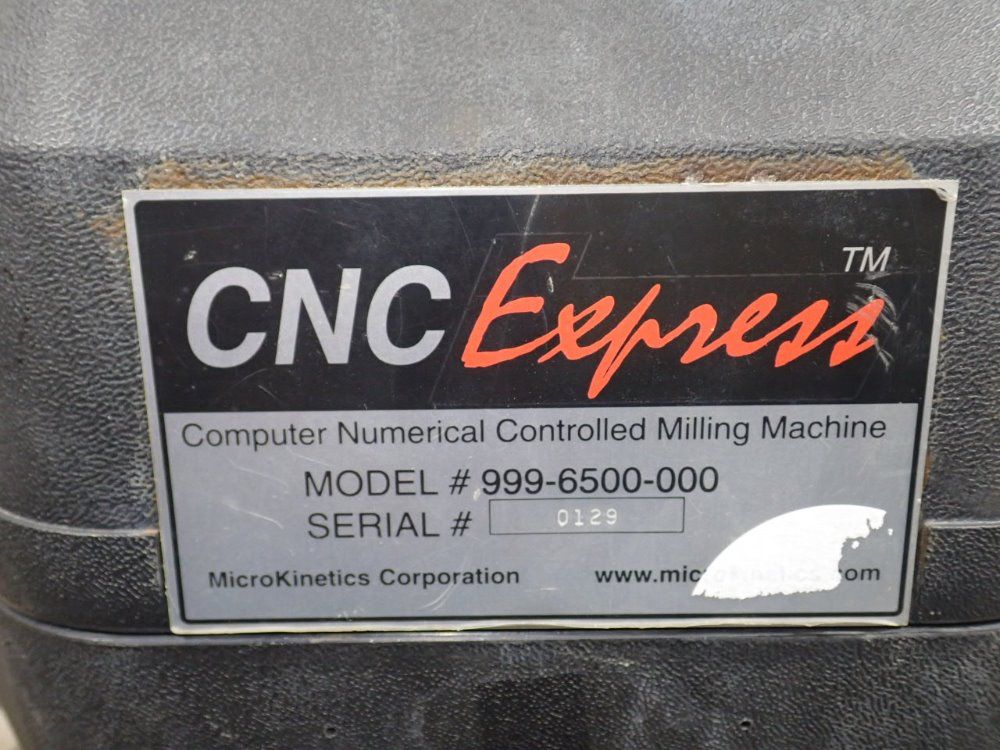 CNC Express TM
Computer Numerical Controlled Milling Machine
MODEL # 999-6500-000
SERIAL # 0129
MicroKinetics Corporation